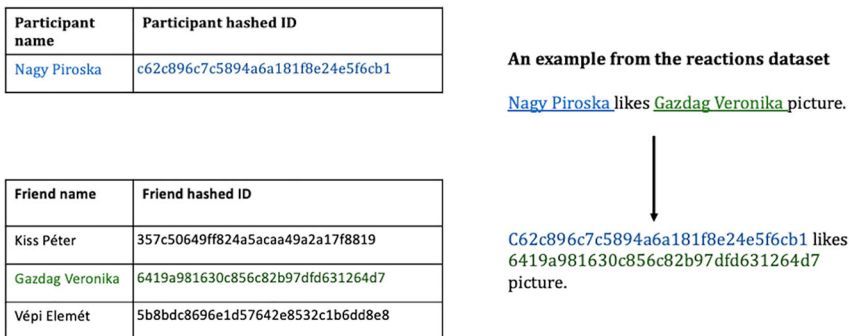 Participant name
Participant hashed ID
Nagy Piroska
c62c896c7c5894a6a181f8e24e5f6cb1
Friend name
Friend hashed ID
Kiss Péter
357c50649ff824a5acaa49a2a17f8819
Gazdag Veronika
6419a981630c856c82b97dfd631264d7
Vépi Elemét
5b8bdc8696e1d57642e8532c1b6dd8e8
An example from the reactions dataset
Nagy Piroska likes Gazdag Veronika picture.
C62c896c7c5894a6a181f8e24e5f6cb1 likes
6419a981630c856c82b97dfd631264d7
picture.